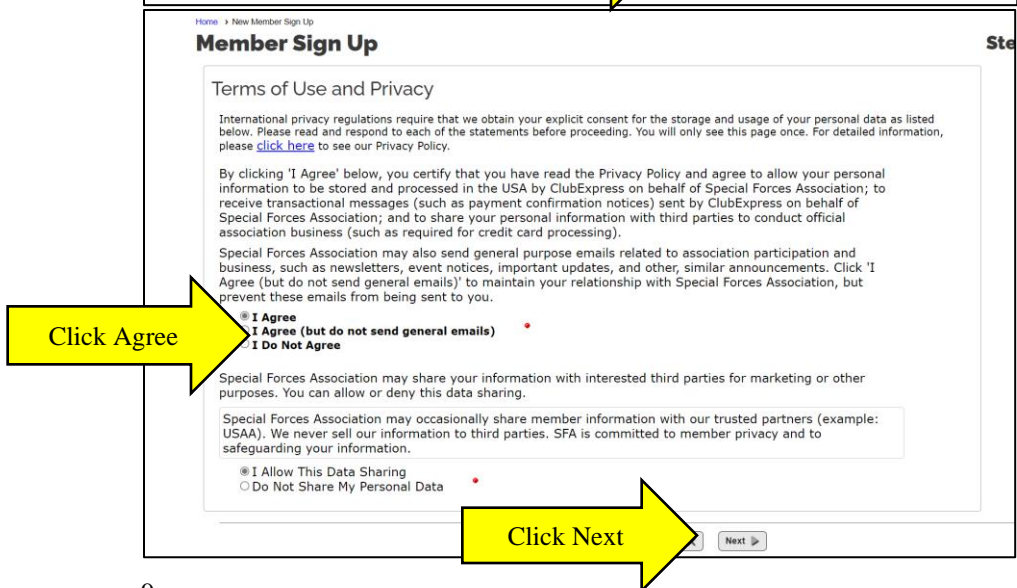 Home › New Member Sign Up
Member Sign Up
Ste
Terms of Use and Privacy
International privacy regulations require that we obtain your explicit consent for the storage and usage of your personal data as listed
below. Please read and respond to each of the statements before proceeding. You will only see this page once. For detailed information,
please click here to see our Privacy Policy.
By clicking 'I Agree' below, you certify that you have read the Privacy Policy and agree to allow your personal
information to be stored and processed in the USA by ClubExpress on behalf of Special Forces Association; to
receive transactional messages (such as payment confirmation notices) sent by ClubExpress on behalf of
Special Forces Association; and to share your personal information with third parties to conduct official
association business (such as required for credit card processing).
Special Forces Association may also send general purpose emails related to association participation and
business, such as newsletters, event notices, important updates, and other, similar announcements. Click 'I
Agree (but do not send general emails)' to maintain your relationship with Special Forces Association, but
prevent these emails from being sent to you.
I Agree
I Agree (but do not send general emails)
I Do Not Agree
Click Agree
Special Forces Association may share your information with interested third parties for marketing or other
purposes. You can allow or deny this data sharing.
Special Forces Association may occasionally share member information with our trusted partners (example:
USAA). We never sell our information to third parties. SFA is committed to member privacy and to
safeguarding your information.
I Allow This Data Sharing
Do Not Share My Personal Data
Click Next
Next